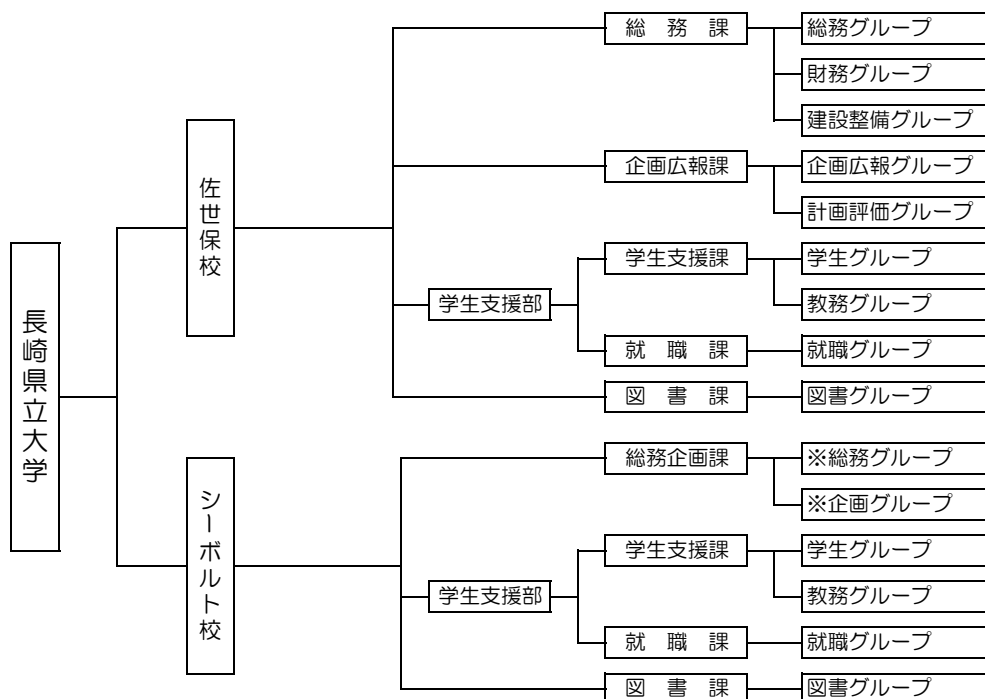 長崎県立大学
佐世保校
総　務　課
総務グループ
財務グループ
建設整備グループ
企画広報課
企画広報グループ
計画評価グループ
学生支援部
学生支援課
学生グループ
教務グループ
就　職　課
就職グループ
図　書　課
図書グループ
シーボルト校
総務企画課
※総務グループ
※企画グループ
学生支援部
学生支援課
学生グループ
教務グループ
就　職　課
就職グループ
図　書　課
図書グループ